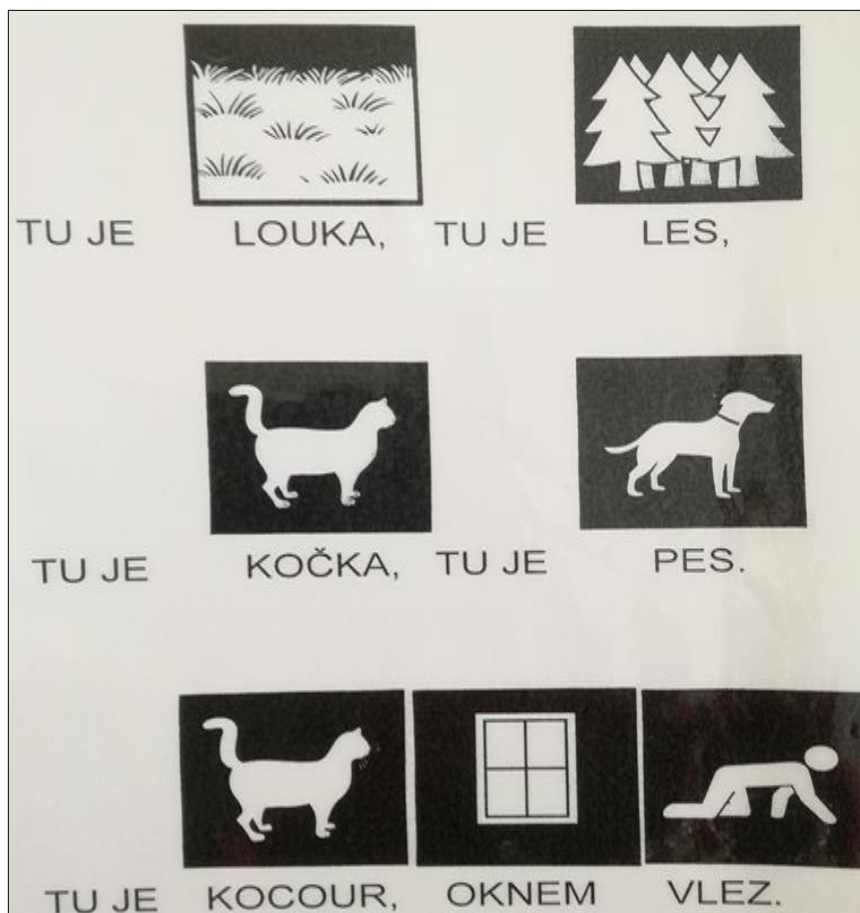 TU JE LOUKA, TU JE LES,
TU JE KOČKA, TU JE PES.
TU JE KOCOUR, OKNEM VLEZ.